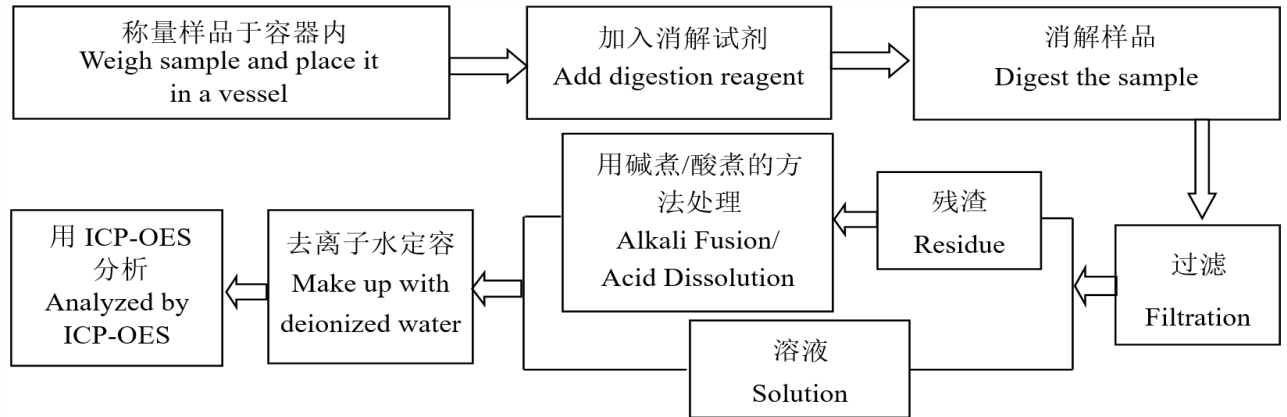 称量样品于容器内
Weigh sample and place it
in a vessel
加入消解试剂
Add digestion reagent
消解样品
Digest the sample
过滤
Filtration
残渣
Residue
用碱煮/酸煮的方
法处理
Alkali Fusion/
Acid Dissolution
溶液
Solution
去离子水定容
Make up with
deionized water
用 ICP-OES
分析
Analyzed by
ICP-OES